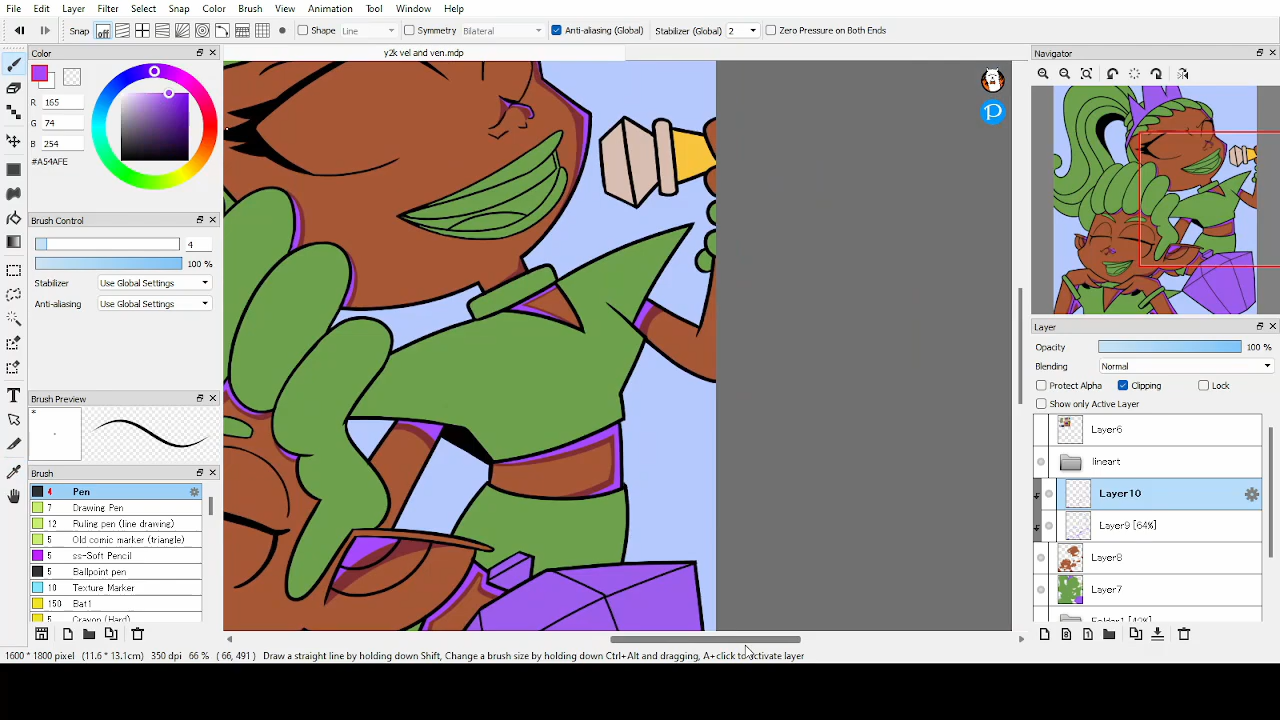 File Edit Layer Filter Select Snap Color Brush View Animation Tool Window Help
Snap off Shape Line Symmetry Bilateral Anti-aliasing (Global) Stabilizer (Global) 2 Zero Pressure on Both Ends
Color
y2k vel and ven.mdp
Navigator
R 165
G 74
B 254
#A54AFE
Brush Control
4
100 %
Stabilizer Use Global Settings
Anti-aliasing Use Global Settings
Brush Preview
Brush
4 Pen
7 Drawing Pen
12 Ruling pen (line drawing)
5 Old comic marker (triangle)
5 ss-Soft Pencil
5 Ballpoint pen
10 Texture Marker
150 Bat1
5 Crayon (Hard)
Layer
Opacity 100 %
Blending Normal
Protect Alpha Clipping Lock
Show only Active Layer
Layer6
lineart
Layer10
Layer9 [64%]
Layer8
Layer7
1600 * 1800 pixel (11.6 * 13.1cm) 350 dpi 66 % ( 66, 491) Draw a straight line by holding down Shift, Change a brush size by holding down Ctrl+Alt and dragging, A+click to activate layer